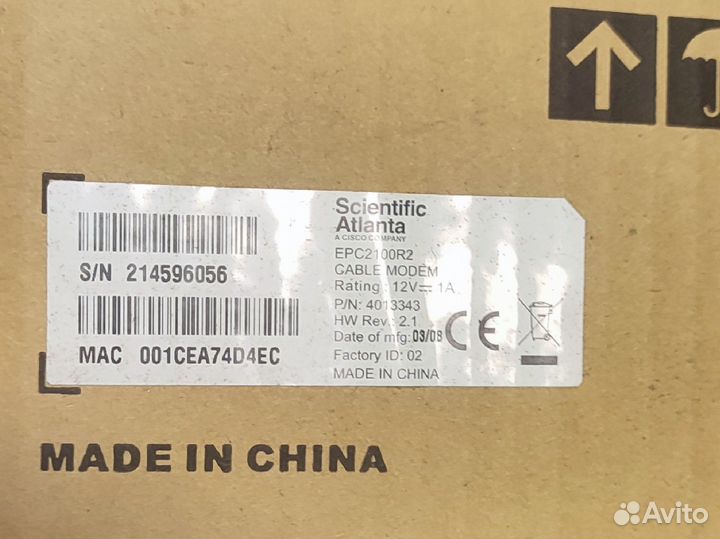 S/N 214596056
MAC 001CEA74D4EC
Scientific
Atlanta
A CISCO COMPANY
EPC2100R2
CABLE MODEM
Rating: 12V⎓ 1A
P/N: 4013343
HW Rev: 2.1
Date of mfg: 03/08
Factory ID: 02
MADE IN CHINA
CE
MADE IN CHINA
Avito